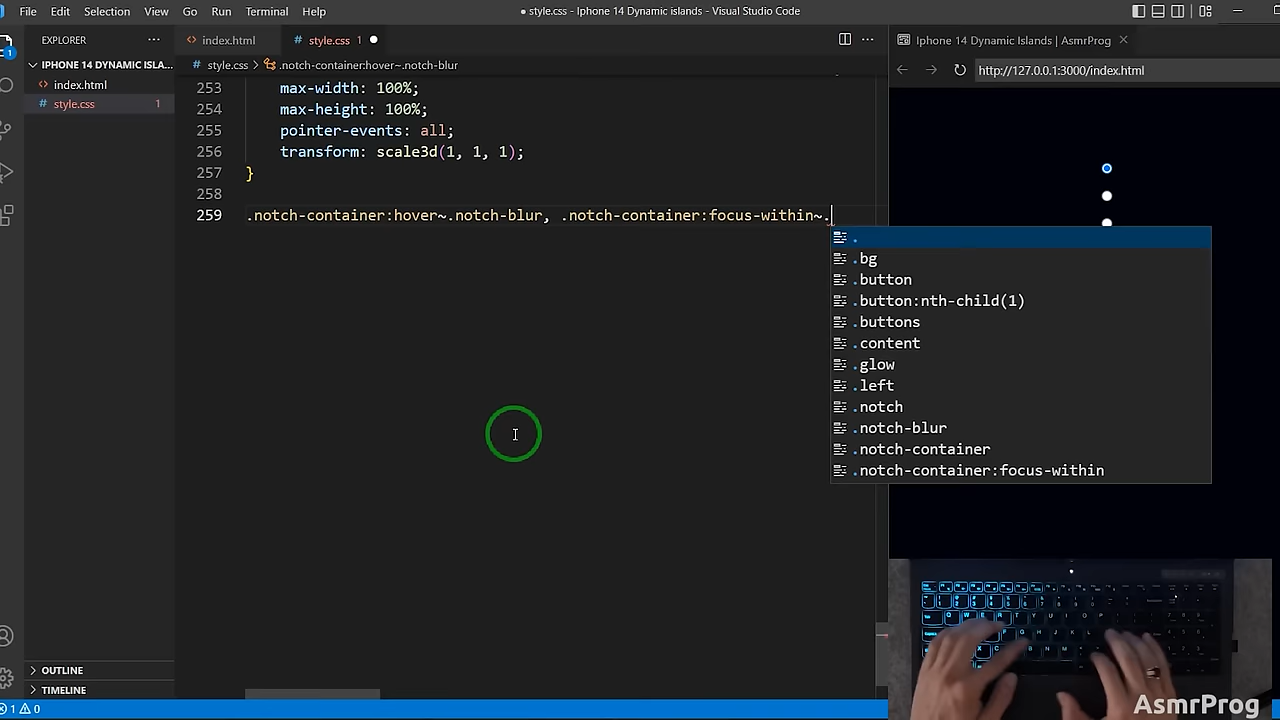 File Edit Selection View Go Run Terminal Help
● style.css - Iphone 14 Dynamic islands - Visual Studio Code
EXPLORER ···
index.html
# style.css 1 ●
Iphone 14 Dynamic Islands | AsmrProg
1
IPHONE 14 DYNAMIC ISLA...
# style.css > .notch-container:hover~.notch-blur
http://127.0.0.1:3000/index.html
<> index.html
# style.css 1
253 max-width: 100%;
254 max-height: 100%;
255 pointer-events: all;
256 transform: scale3d(1, 1, 1);
257 }
258
259 .notch-container:hover~.notch-blur, .notch-container:focus-within~.
.
.bg
.button
.button:nth-child(1)
.buttons
.content
.glow
.left
.notch
.notch-blur
.notch-container
.notch-container:focus-within
OUTLINE
TIMELINE
1 0
AsmrProg